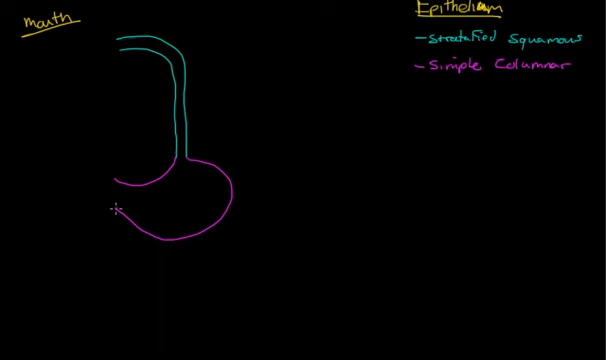 mouth
Epithelium
- Stratified Squamous
- Simple Columnar